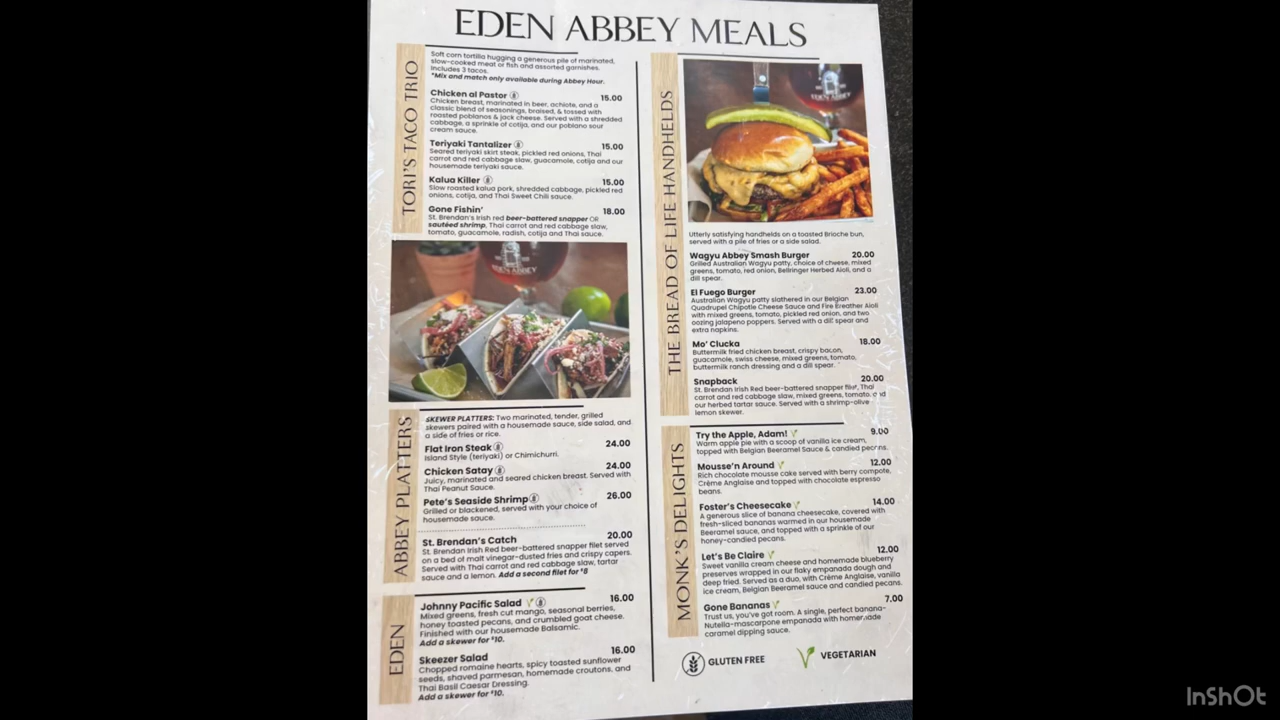 EDEN ABBEY MEALS
TORI'S TACO TRIO
Soft corn tortilla hugging a generous pile of marinated,
slow-cooked meat or fish and assorted garnishes.
Includes 3 tacos.
*Mix and match only available during Abbey Hour.
Chicken al Pastor 15.00
Chicken breast, marinated in beer, achiote, and a
classic blend of seasonings, braised, & tossed with
roasted poblanos & jack cheese. Served with a shredded
cabbage, a sprinkle of cotija, and our poblano sour
cream sauce.
Teriyaki Tantalizer 15.00
Seared teriyaki skirt steak, pickled red onions, Thai
carrot and red cabbage slaw, guacamole, cotija and our
housemade teriyaki sauce.
Kalua Killer 15.00
Slow roasted kalua pork, shredded cabbage, pickled red
onions, cotija, and Thai Sweet Chili sauce.
Gone Fishin' 18.00
St. Brendan's Irish red beer-battered snapper OR
sautéed shrimp, Thai carrot and red cabbage slaw,
tomato, guacamole, radish, cotija and Thai sauce.
EDEN ABBEY
ABBEY PLATTERS
SKEWER PLATTERS: Two marinated, tender, grilled
skewers paired with a housemade sauce, side salad, and
a side of fries or rice.
Flat Iron Steak 24.00
Island Style (teriyaki) or Chimichurri.
Chicken Satay 24.00
Juicy, marinated and seared chicken breast. Served with
Thai Peanut Sauce.
Pete's Seaside Shrimp 26.00
Grilled or blackened, served with your choice of
housemade sauce.
St. Brendan's Catch 20.00
St. Brendan Irish Red beer-battered snapper filet served
on a bed of malt vinegar-dusted fries and crispy capers.
Served with Thai carrot and red cabbage slaw, tartar
sauce and a lemon. Add a second filet for $8
EDEN
Johnny Pacific Salad 16.00
Mixed greens, fresh cut mango, seasonal berries,
honey toasted pecans, and crumbled goat cheese.
Finished with our housemade Balsamic.
Add a skewer for $10.
Skeezer Salad 16.00
Chopped romaine hearts, spicy toasted sunflower
seeds, shaved parmesan, homemade croutons, and
Thai Basil Caesar Dressing.
Add a skewer for $10.
THE BREAD OF LIFE HANDHELDS
EDEN ABBEY
Utterly satisfying handhelds on a toasted Brioche bun,
served with a pile of fries or a side salad.
Wagyu Abbey Smash Burger 20.00
Grilled Australian Wagyu patty, choice of cheese, mixed
greens, tomato, red onion, Bellringer Herbed Aioli, and a
dill spear.
El Fuego Burger 23.00
Australian Wagyu patty slathered in our Belgian
Quadrupel Chipotle Cheese Sauce and Fire Breather Aioli
with mixed greens, tomato, pickled red onion, and two
oozing jalapeno poppers. Served with a dill spear and
extra napkins.
Mo' Clucka 18.00
Buttermilk fried chicken breast, crispy bacon,
guacamole, swiss cheese, mixed greens, tomato,
buttermilk ranch dressing and a dill spear.
Snapback 20.00
St. Brendan Irish Red beer-battered snapper filet, Thai
carrot and red cabbage slaw, mixed greens, tomato, and
our herbed tartar sauce. Served with a shrimp-olive
lemon skewer.
MONK'S DELIGHTS
Try the Apple, Adam! 9.00
Warm apple pie with a scoop of vanilla ice cream,
topped with Belgian Beeramel Sauce & candied pecans.
Mousse'n Around 12.00
Rich chocolate mousse cake served with berry compote,
Crème Anglaise and topped with chocolate espresso
beans.
Foster's Cheesecake 14.00
A generous slice of banana cheesecake, covered with
fresh-sliced bananas warmed in our housemade
Beeramel sauce, and topped with a sprinkle of our
honey-candied pecans.
Let's Be Claire 12.00
Sweet vanilla cream cheese and homemade blueberry
preserves wrapped in our flaky empanada dough and
deep fried. Served as a duo, with Crème Anglaise, vanilla
ice cream, Belgian Beeramel sauce and candied pecans.
Gone Bananas 7.00
Trust us, you've got room. A single, perfect banana-
Nutella-mascarpone empanada with homemade
caramel dipping sauce.
GLUTEN FREE VEGETARIAN
InShOt